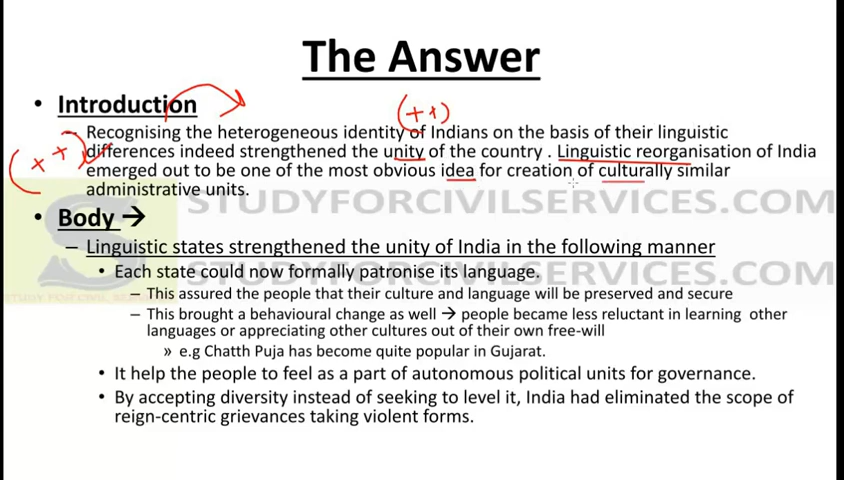 The Answer
• Introduction
(++)
– Recognising the heterogeneous identity of Indians on the basis of their linguistic
(++)
differences indeed strengthened the unity of the country . Linguistic reorganisation of India
emerged out to be one of the most obvious idea for creation of culturally similar
administrative units.
STUDYFORCIVILSERVICES.COM
• Body →
– Linguistic states strengthened the unity of India in the following manner
• Each state could now formally patronise its language.
STUDYFORCIVILSERVICES.COM
– This assured the people that their culture and language will be preserved and secure
– This brought a behavioural change as well → people became less reluctant in learning other
languages or appreciating other cultures out of their own free-will
» e.g Chatth Puja has become quite popular in Gujarat.
• It help the people to feel as a part of autonomous political units for governance.
• By accepting diversity instead of seeking to level it, India had eliminated the scope of
reign-centric grievances taking violent forms.